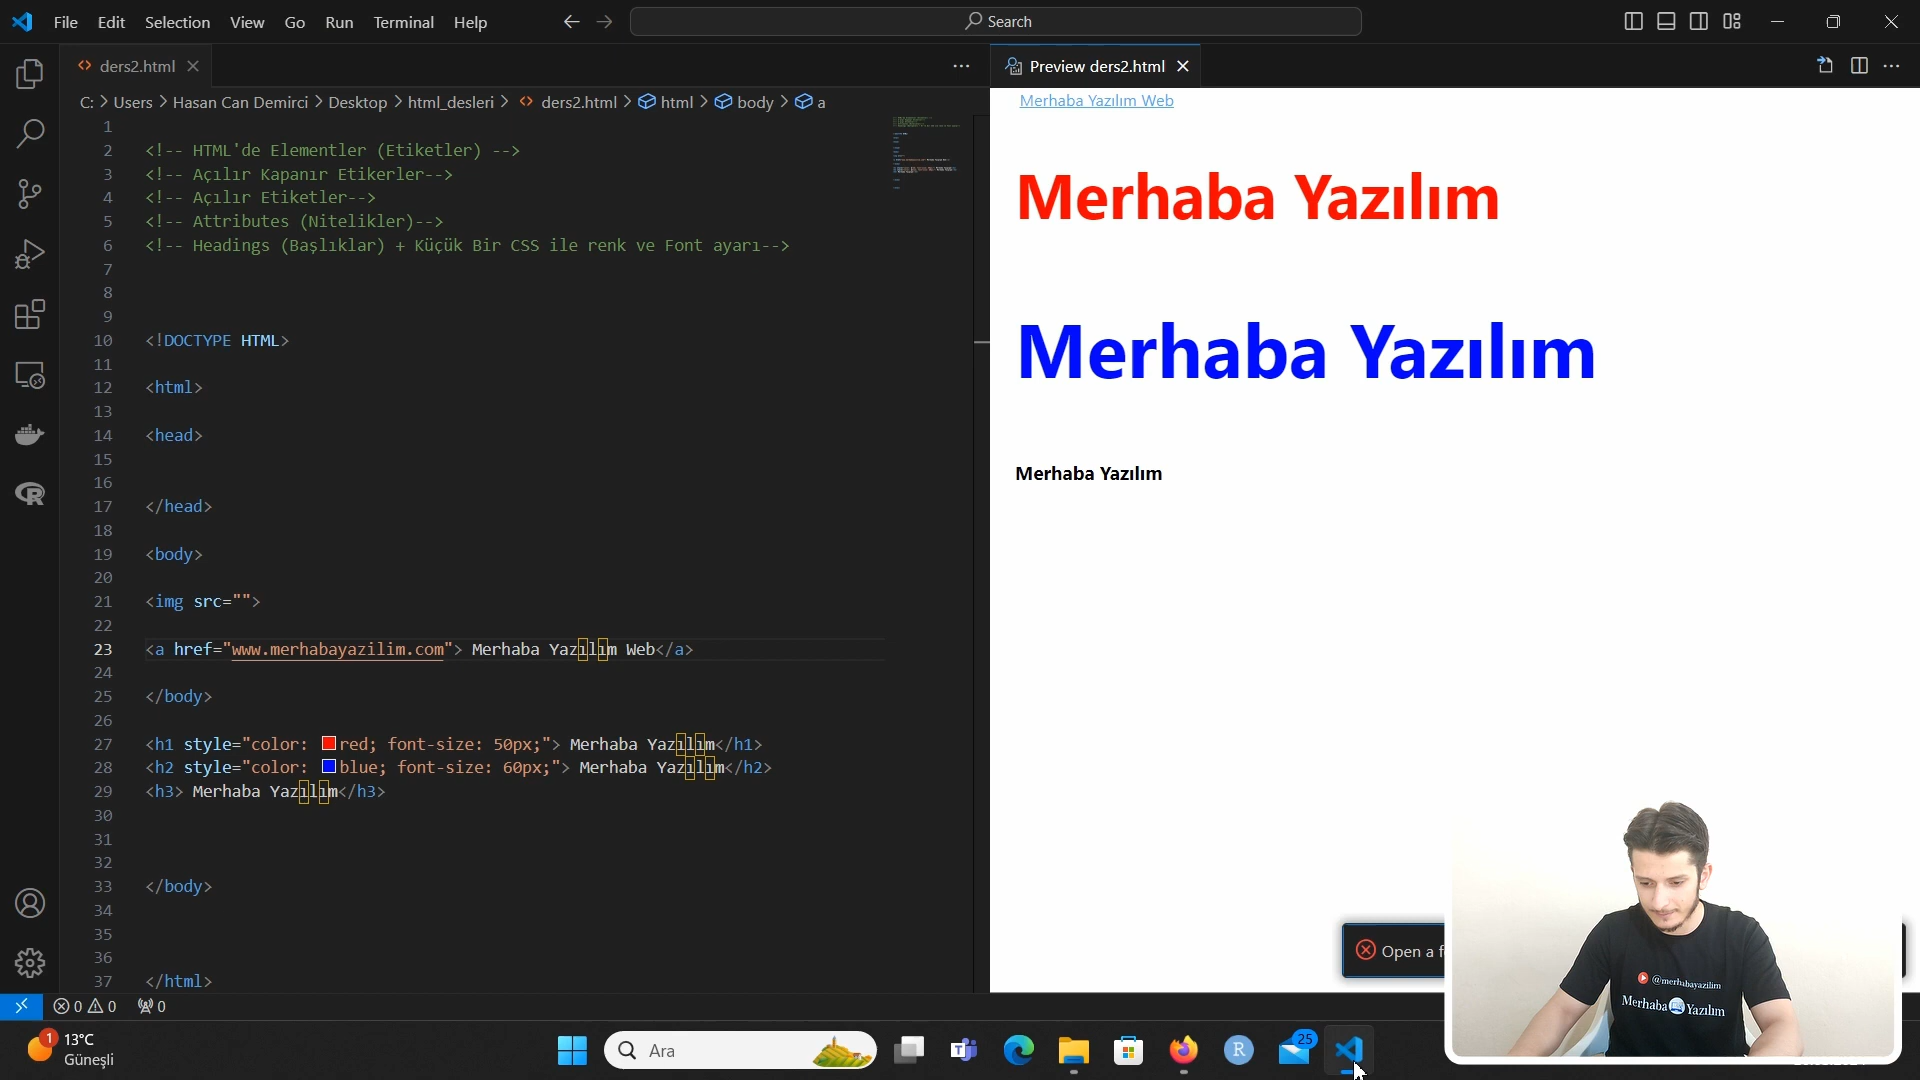 File Edit Selection View Go Run Terminal Help
Search
ders2.html
Preview ders2.html
C: > Users > Hasan Can Demirci > Desktop > html_desleri > ders2.html > html > body > a
1
2 <!-- HTML'de Elementler (Etiketler) -->
3 <!-- Açılır Kapanır Etikerler-->
4 <!-- Açılır Etiketler-->
5 <!-- Attributes (Nitelikler)-->
6 <!-- Headings (Başlıklar) + Küçük Bir CSS ile renk ve Font ayarı-->
7
8
9
10 <!DOCTYPE HTML>
11
12 <html>
13
14 <head>
15
16
17 </head>
18
19 <body>
20
21 <img src="">
22
23 <a href="www.merhabayazilim.com"> Merhaba Yazılım Web</a>
24
25 </body>
26
27 <h1 style="color: red; font-size: 50px;"> Merhaba Yazılım</h1>
28 <h2 style="color: blue; font-size: 60px;"> Merhaba Yazılım</h2>
29 <h3> Merhaba Yazılım</h3>
30
31
32
33 </body>
34
35
36
37 </html>
Merhaba Yazılım Web
Merhaba Yazılım
Merhaba Yazılım
Merhaba Yazılım
Open a
@merhabayazilim
Merhaba Yazılım
0 0 0
1
13°C
Güneşli
Ara
R
25